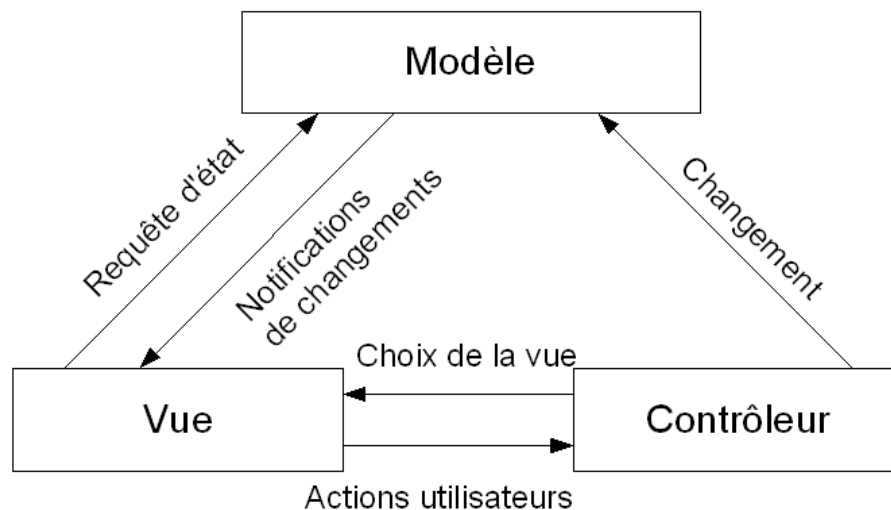 Modèle
Requête d'état
Notifications
de changements
Changement
Choix de la vue
Vue
Contrôleur
Actions utilisateurs